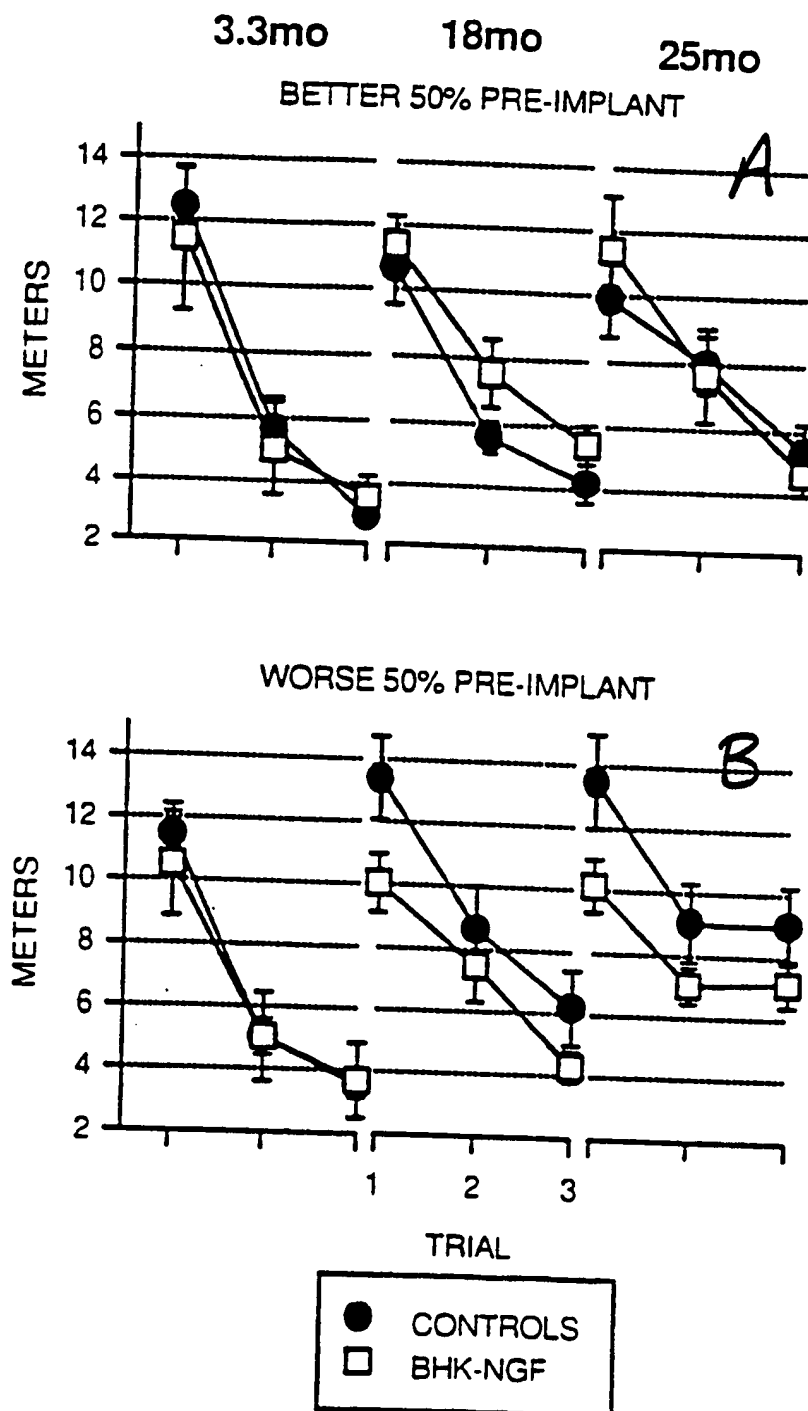 3.3mo 18mo 25mo
BETTER 50% PRE-IMPLANT
A
14
12
10
8
6
4
2
METERS
WORSE 50% PRE-IMPLANT
B
14
12
10
8
6
4
2
METERS
1 2 3
TRIAL
CONTROLS
BHK-NGF